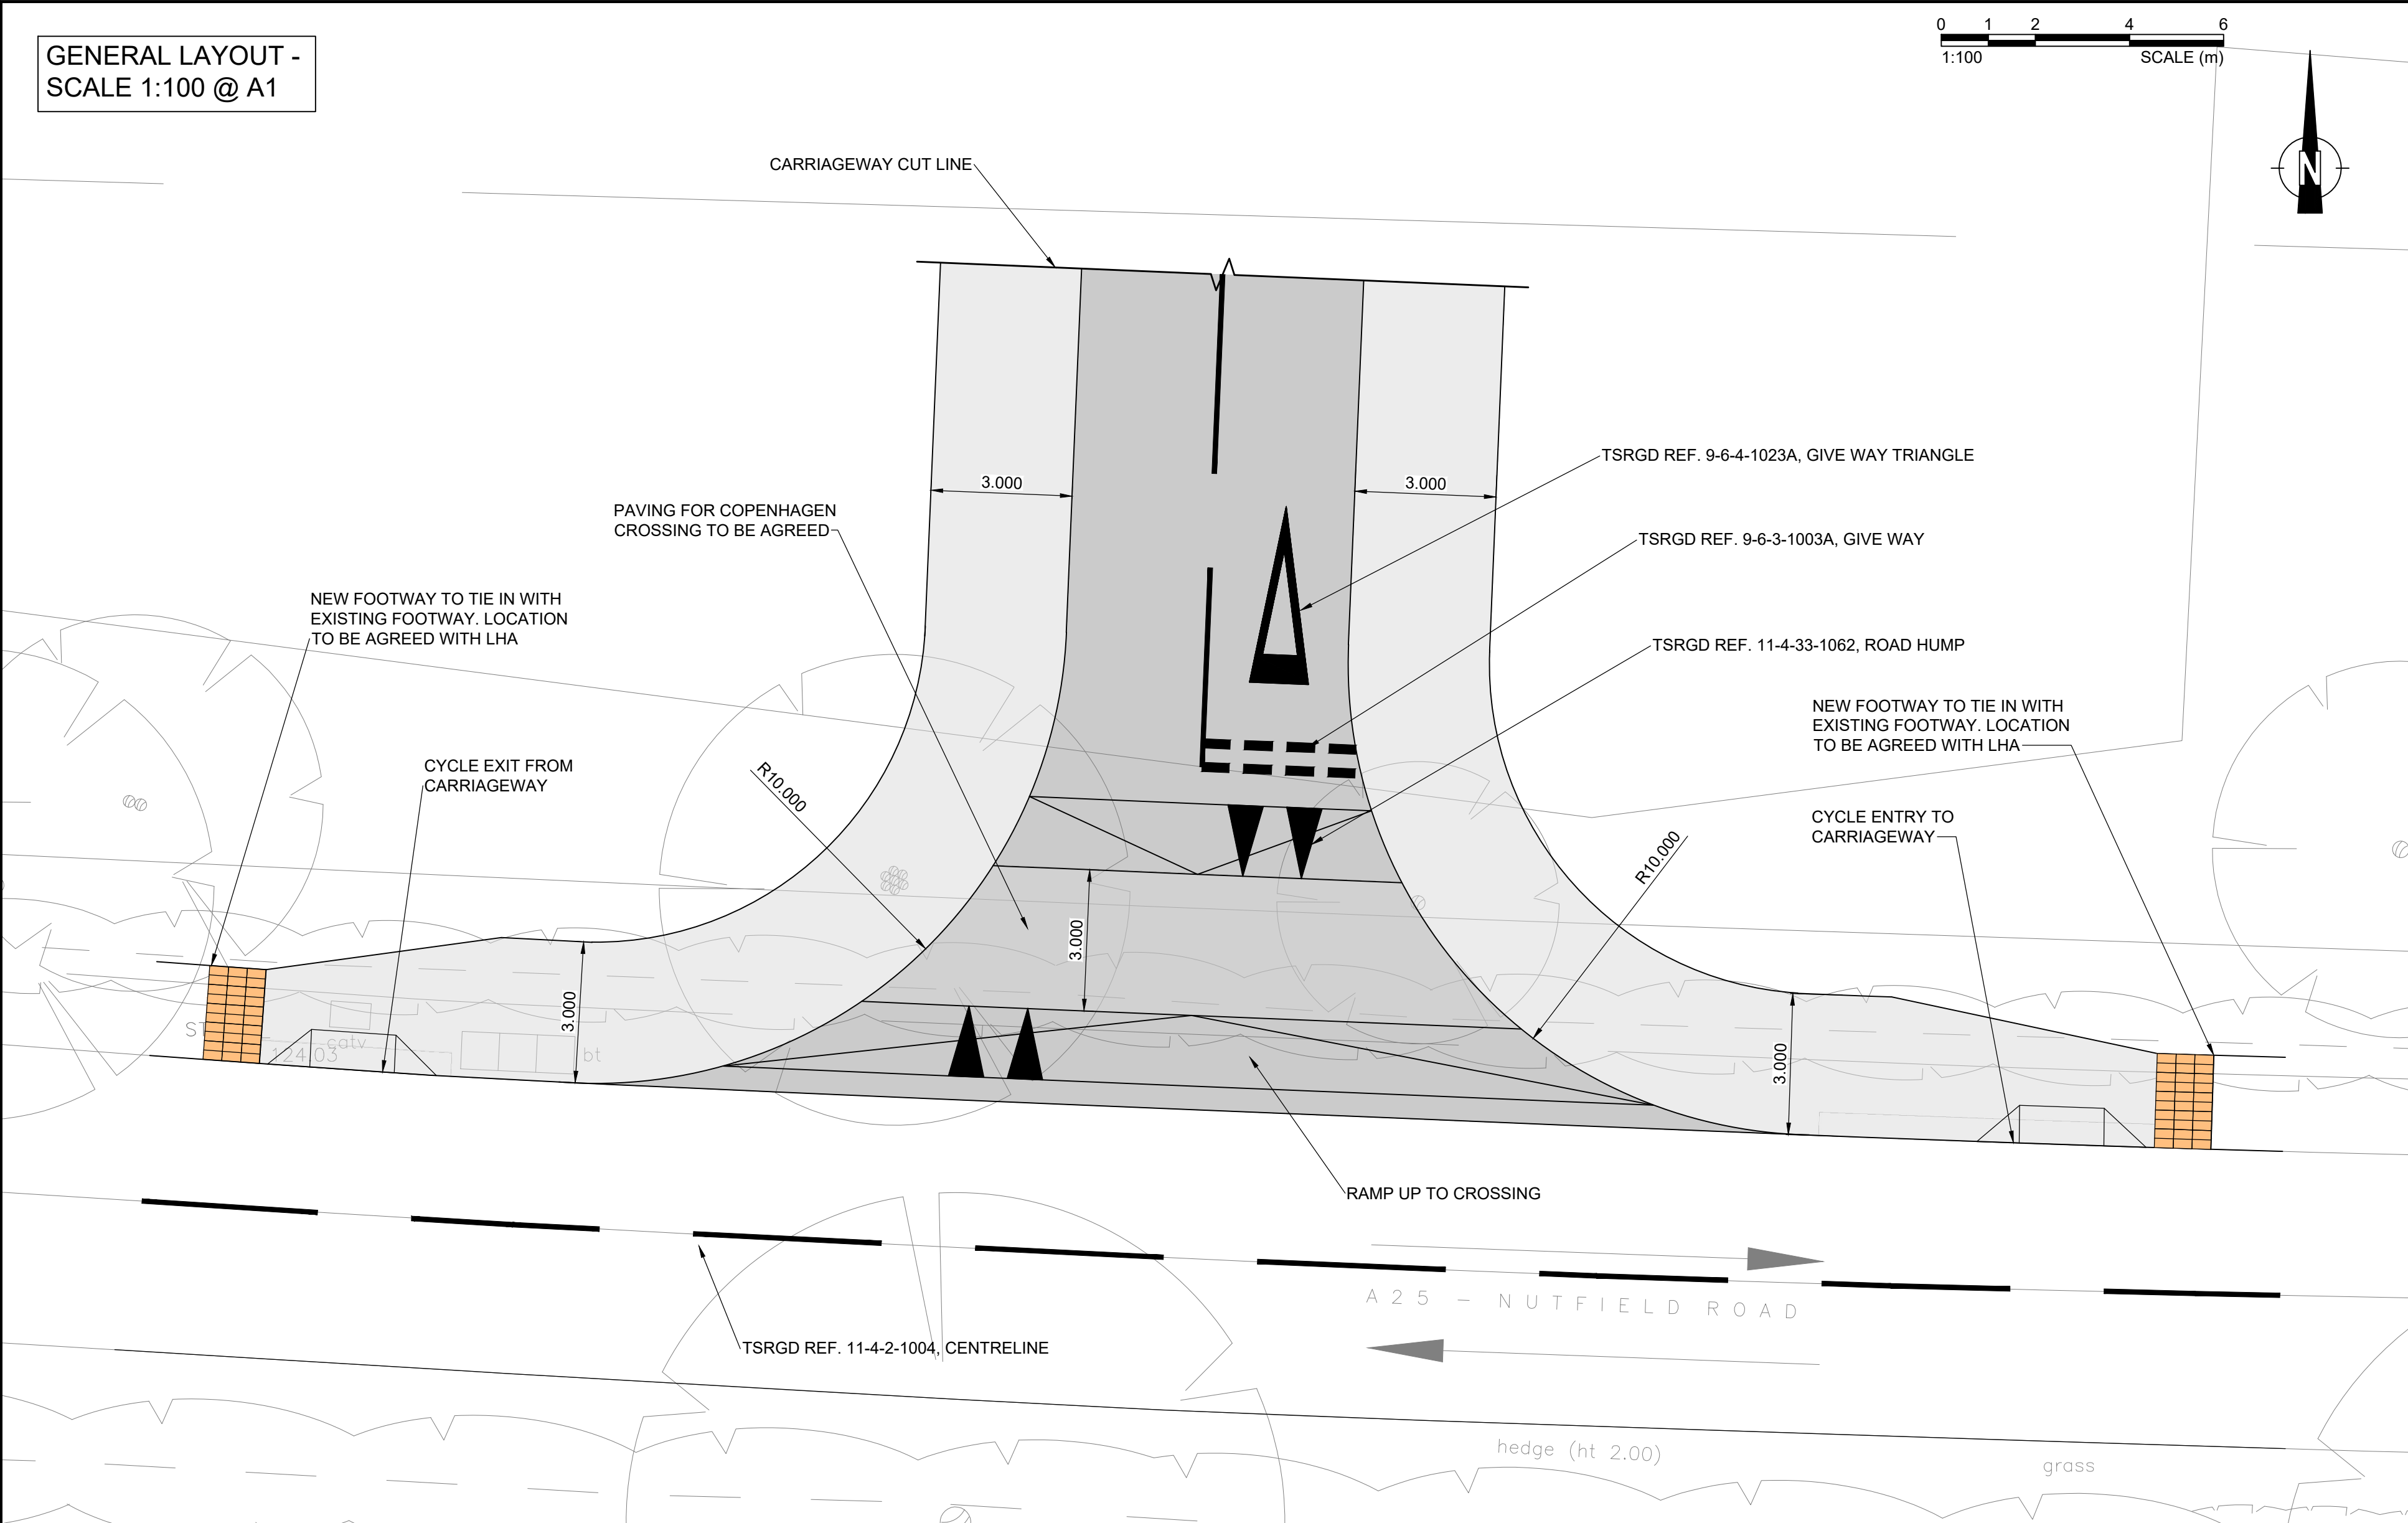 GENERAL LAYOUT -
SCALE 1:100 @ A1
0 1 2 4 6
1:100 SCALE (m)
N
CARRIAGEWAY CUT LINE
TSRGD REF. 9-6-4-1023A, GIVE WAY TRIANGLE
3.000
3.000
PAVING FOR COPENHAGEN
CROSSING TO BE AGREED
TSRGD REF. 9-6-3-1003A, GIVE WAY
NEW FOOTWAY TO TIE IN WITH
EXISTING FOOTWAY. LOCATION
TO BE AGREED WITH LHA
TSRGD REF. 11-4-33-1062, ROAD HUMP
NEW FOOTWAY TO TIE IN WITH
EXISTING FOOTWAY. LOCATION
TO BE AGREED WITH LHA
CYCLE EXIT FROM
CARRIAGEWAY
R10.000
CYCLE ENTRY TO
CARRIAGEWAY
R10.000
3.000
3.000
3.000
124.03
catv
bt
RAMP UP TO CROSSING
A25 - NUTFIELD ROAD
TSRGD REF. 11-4-2-1004, CENTRELINE
hedge (ht 2.00)
grass